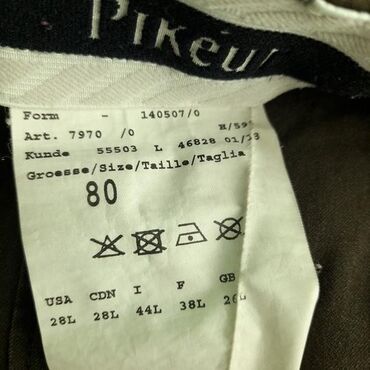 Pikeur
Form - 140507/0
Art. 7970 /0
Kunde 55503 L 46828 01/13
Groesse/Size/Taille/Taglia
80
USA CDN I F GB
28L 28L 44L 38L